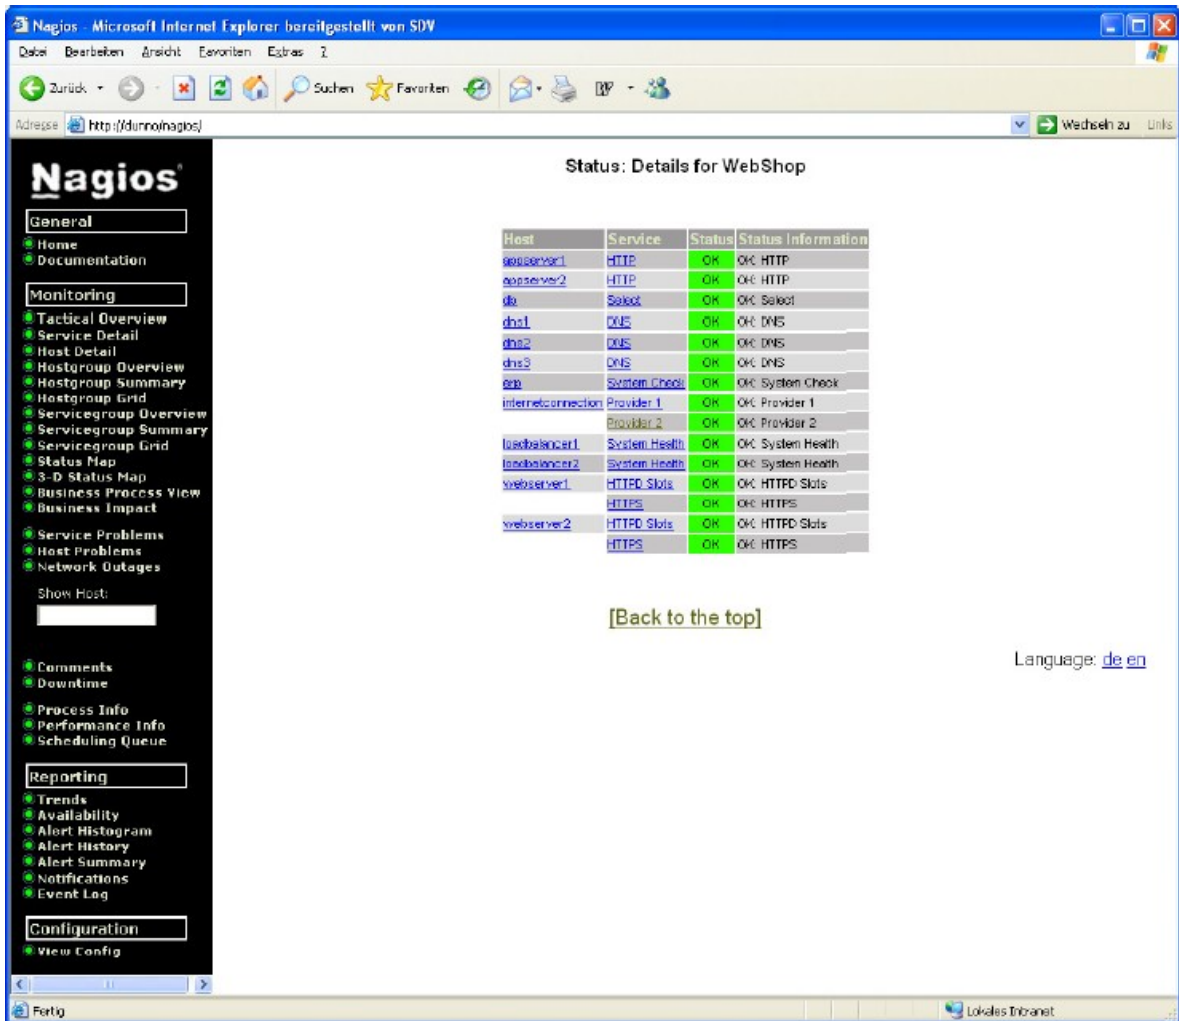 Nagios - Microsoft Internet Explorer bereitgestellt von SDV
Datei Bearbeiten Ansicht Favoriten Extras ?
Zurück Suchen Favoriten
Adresse http://dunno/nagios/ Wechseln zu Links
Nagios
General
Home
Documentation
Monitoring
Tactical Overview
Service Detail
Host Detail
Hostgroup Overview
Hostgroup Summary
Hostgroup Grid
Servicegroup Overview
Servicegroup Summary
Servicegroup Grid
Status Map
3-D Status Map
Business Process View
Business Impact
Service Problems
Host Problems
Network Outages
Show Host:
Comments
Downtime
Process Info
Performance Info
Scheduling Queue
Reporting
Trends
Availability
Alert Histogram
Alert History
Alert Summary
Notifications
Event Log
Configuration
View Config
Status: Details for WebShop
Host Service Status Status Information
appserver1 HTTP OK OK: HTTP
appserver2 HTTP OK OK: HTTP
db Select OK OK: Select
dns1 DNS OK OK: DNS
dns2 DNS OK OK: DNS
dns3 DNS OK OK: DNS
erp System Check OK OK: System Check
internetconnection Provider 1 OK OK: Provider 1
Provider 2 OK OK: Provider 2
loadbalancer1 System Health OK OK: System Health
loadbalancer2 System Health OK OK: System Health
webserver1 HTTPD Slots OK OK: HTTPD Slots
HTTPS OK OK: HTTPS
webserver2 HTTPD Slots OK OK: HTTPD Slots
HTTPS OK OK: HTTPS
[Back to the top]
Language: de en
Fertig Lokales Intranet